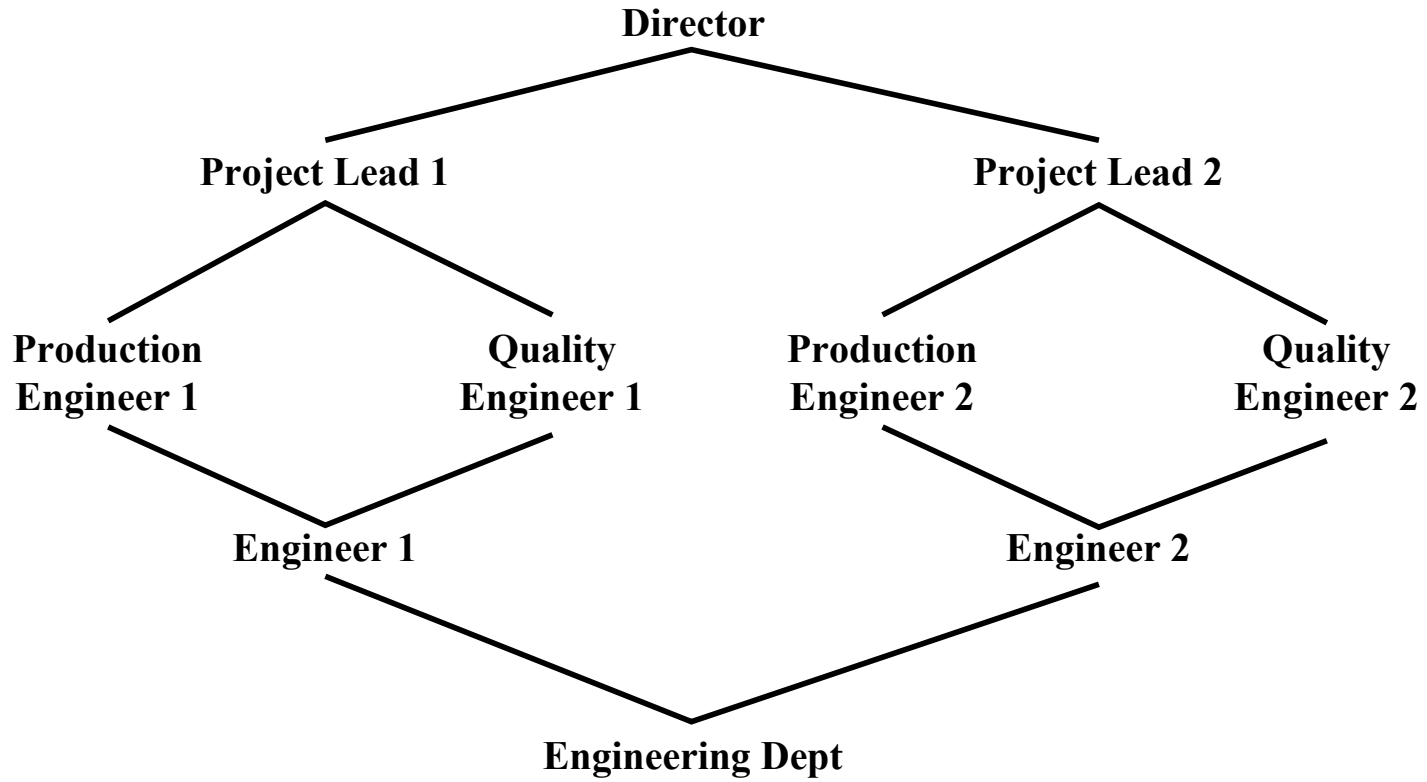 Director
Project Lead 1
Project Lead 2
Production
Engineer 1
Quality
Engineer 1
Production
Engineer 2
Quality
Engineer 2
Engineer 1
Engineer 2
Engineering Dept